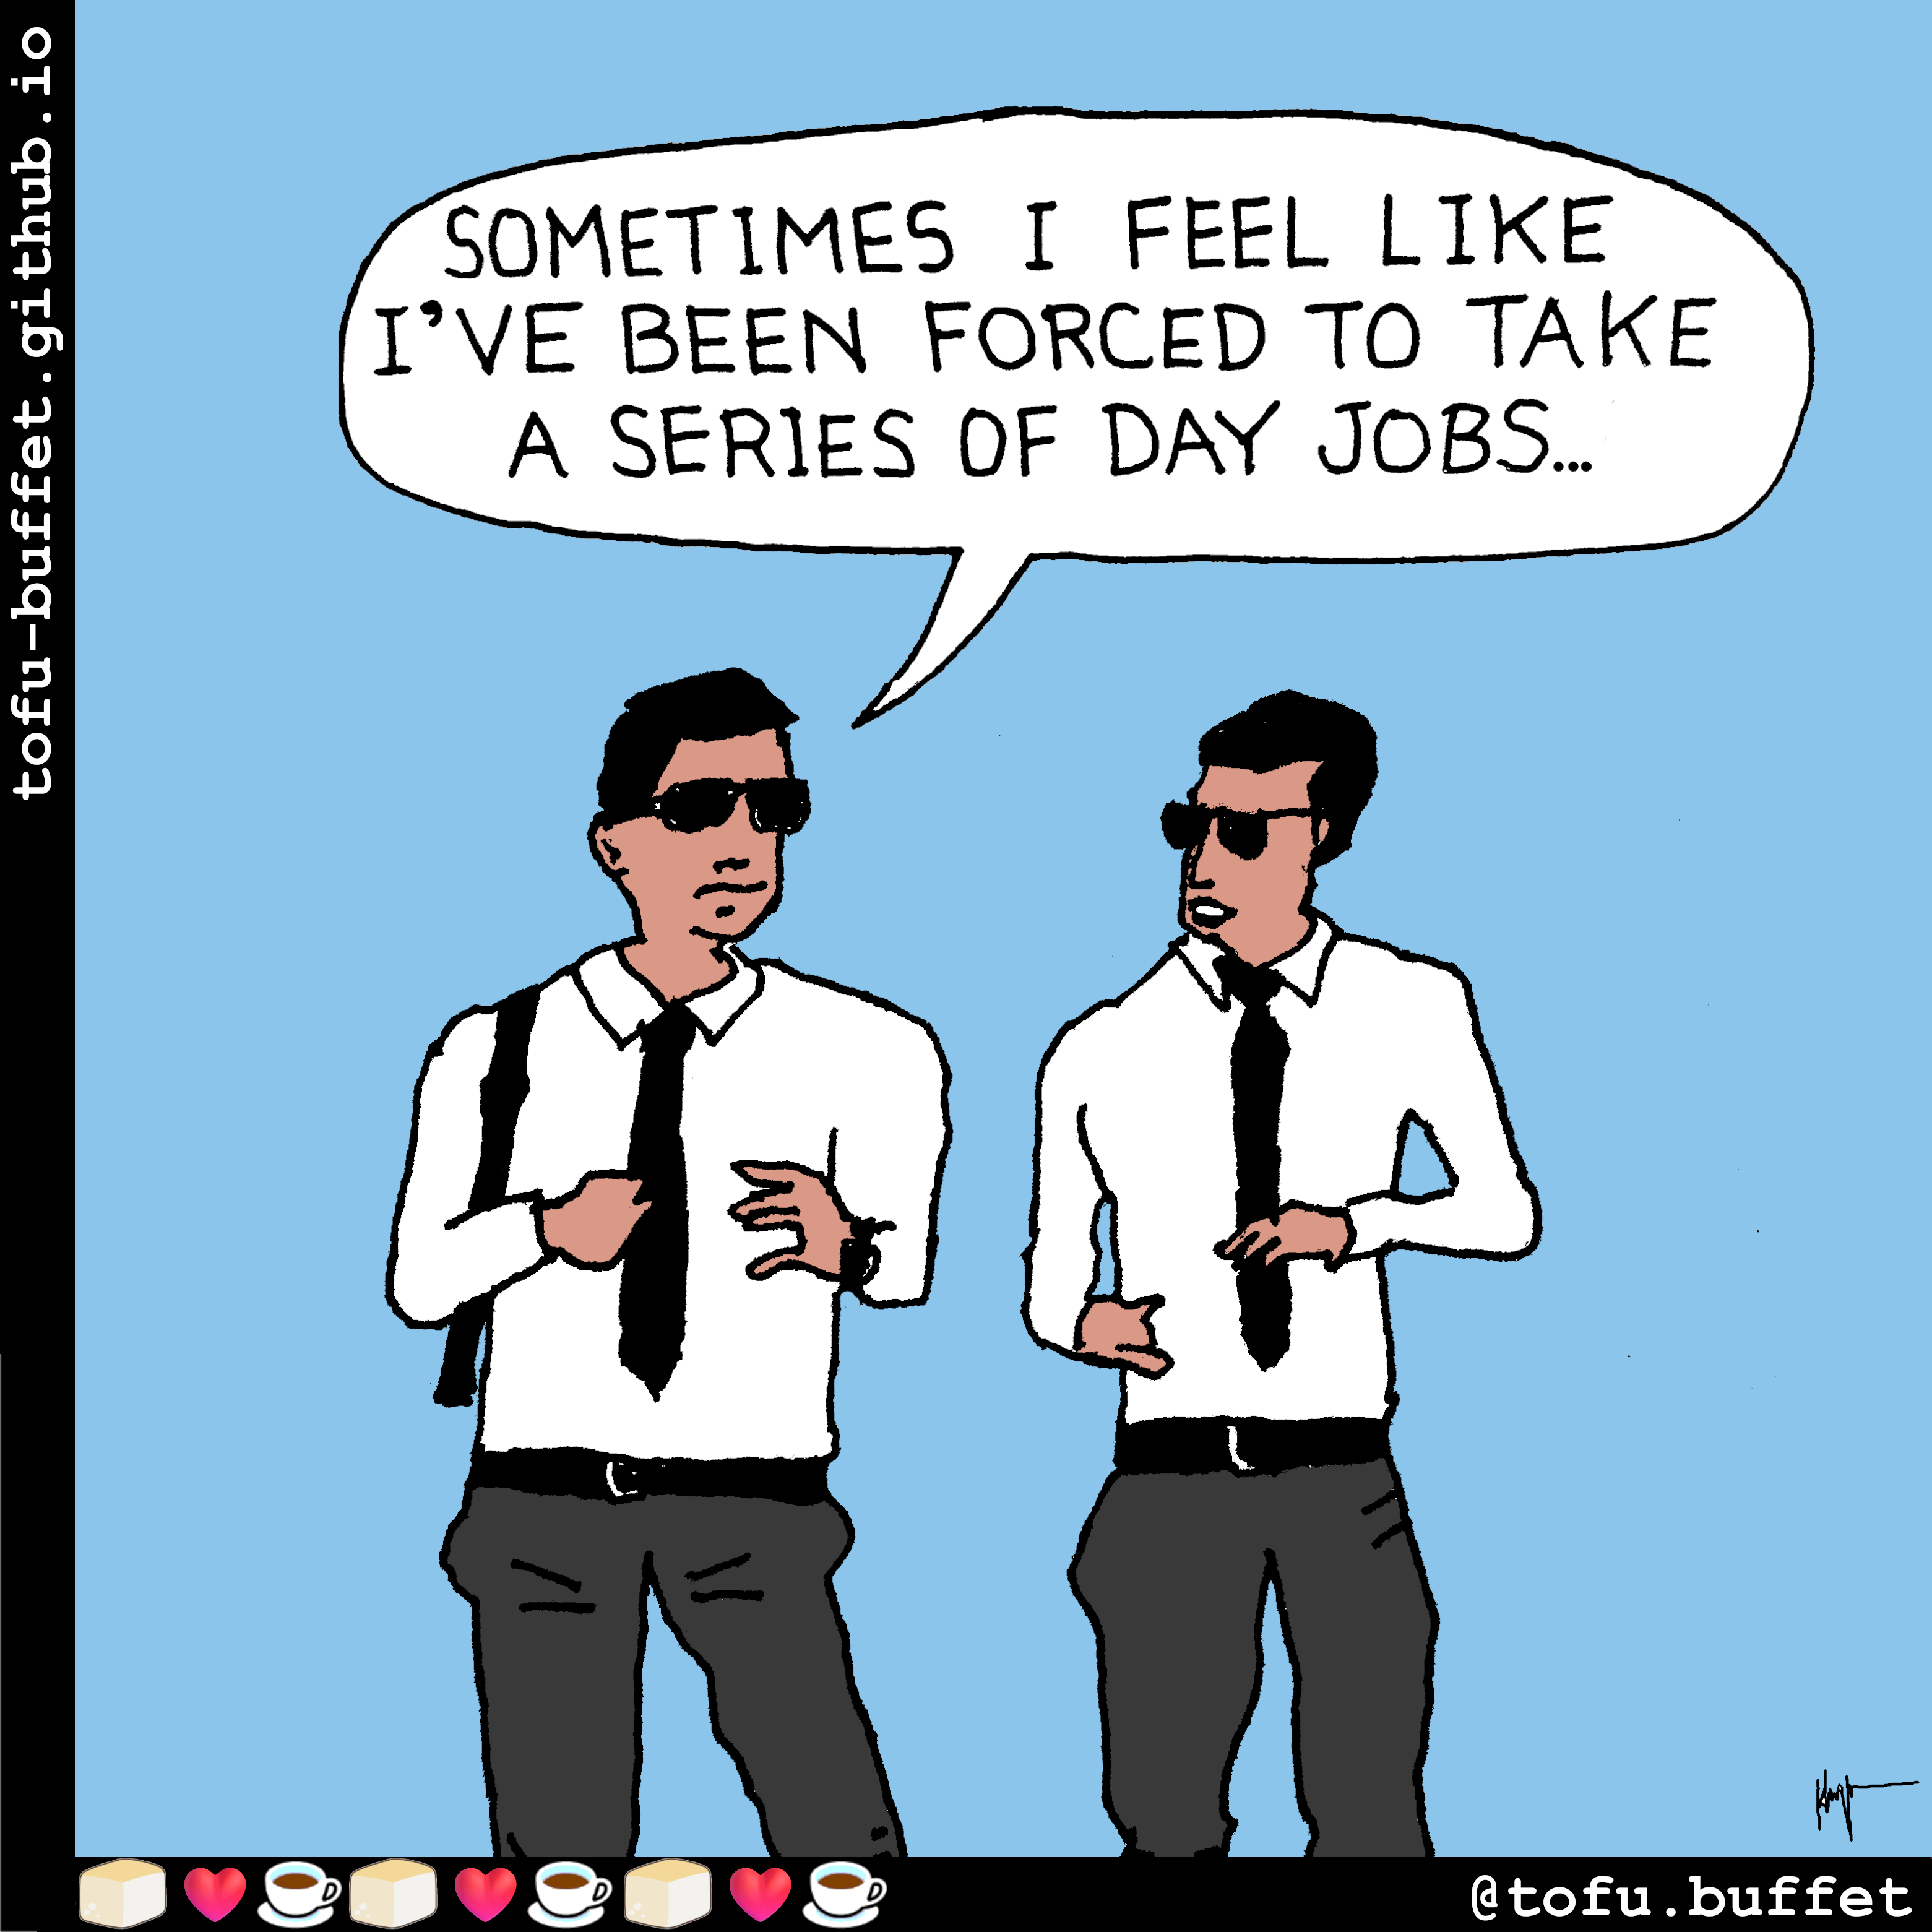 tofu-buffet.github.io
SOMETIMES I FEEL LIKE
I'VE BEEN FORCED TO TAKE
A SERIES OF DAY JOBS...
@tofu.buffet